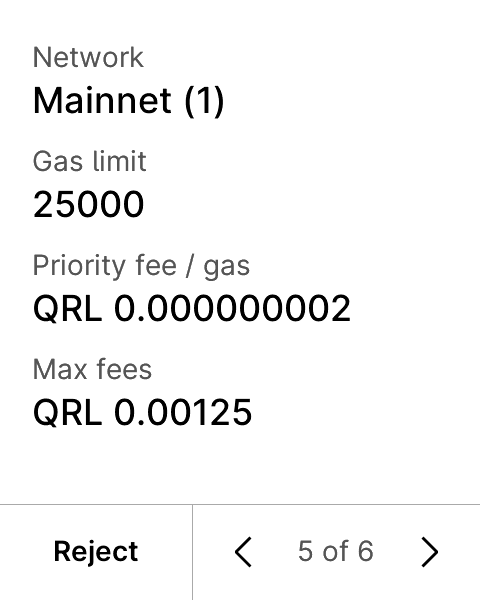 Network
Mainnet (1)
Gas limit
25000
Priority fee / gas
QRL 0.000000002
Max fees
QRL 0.00125
Reject
5 of 6